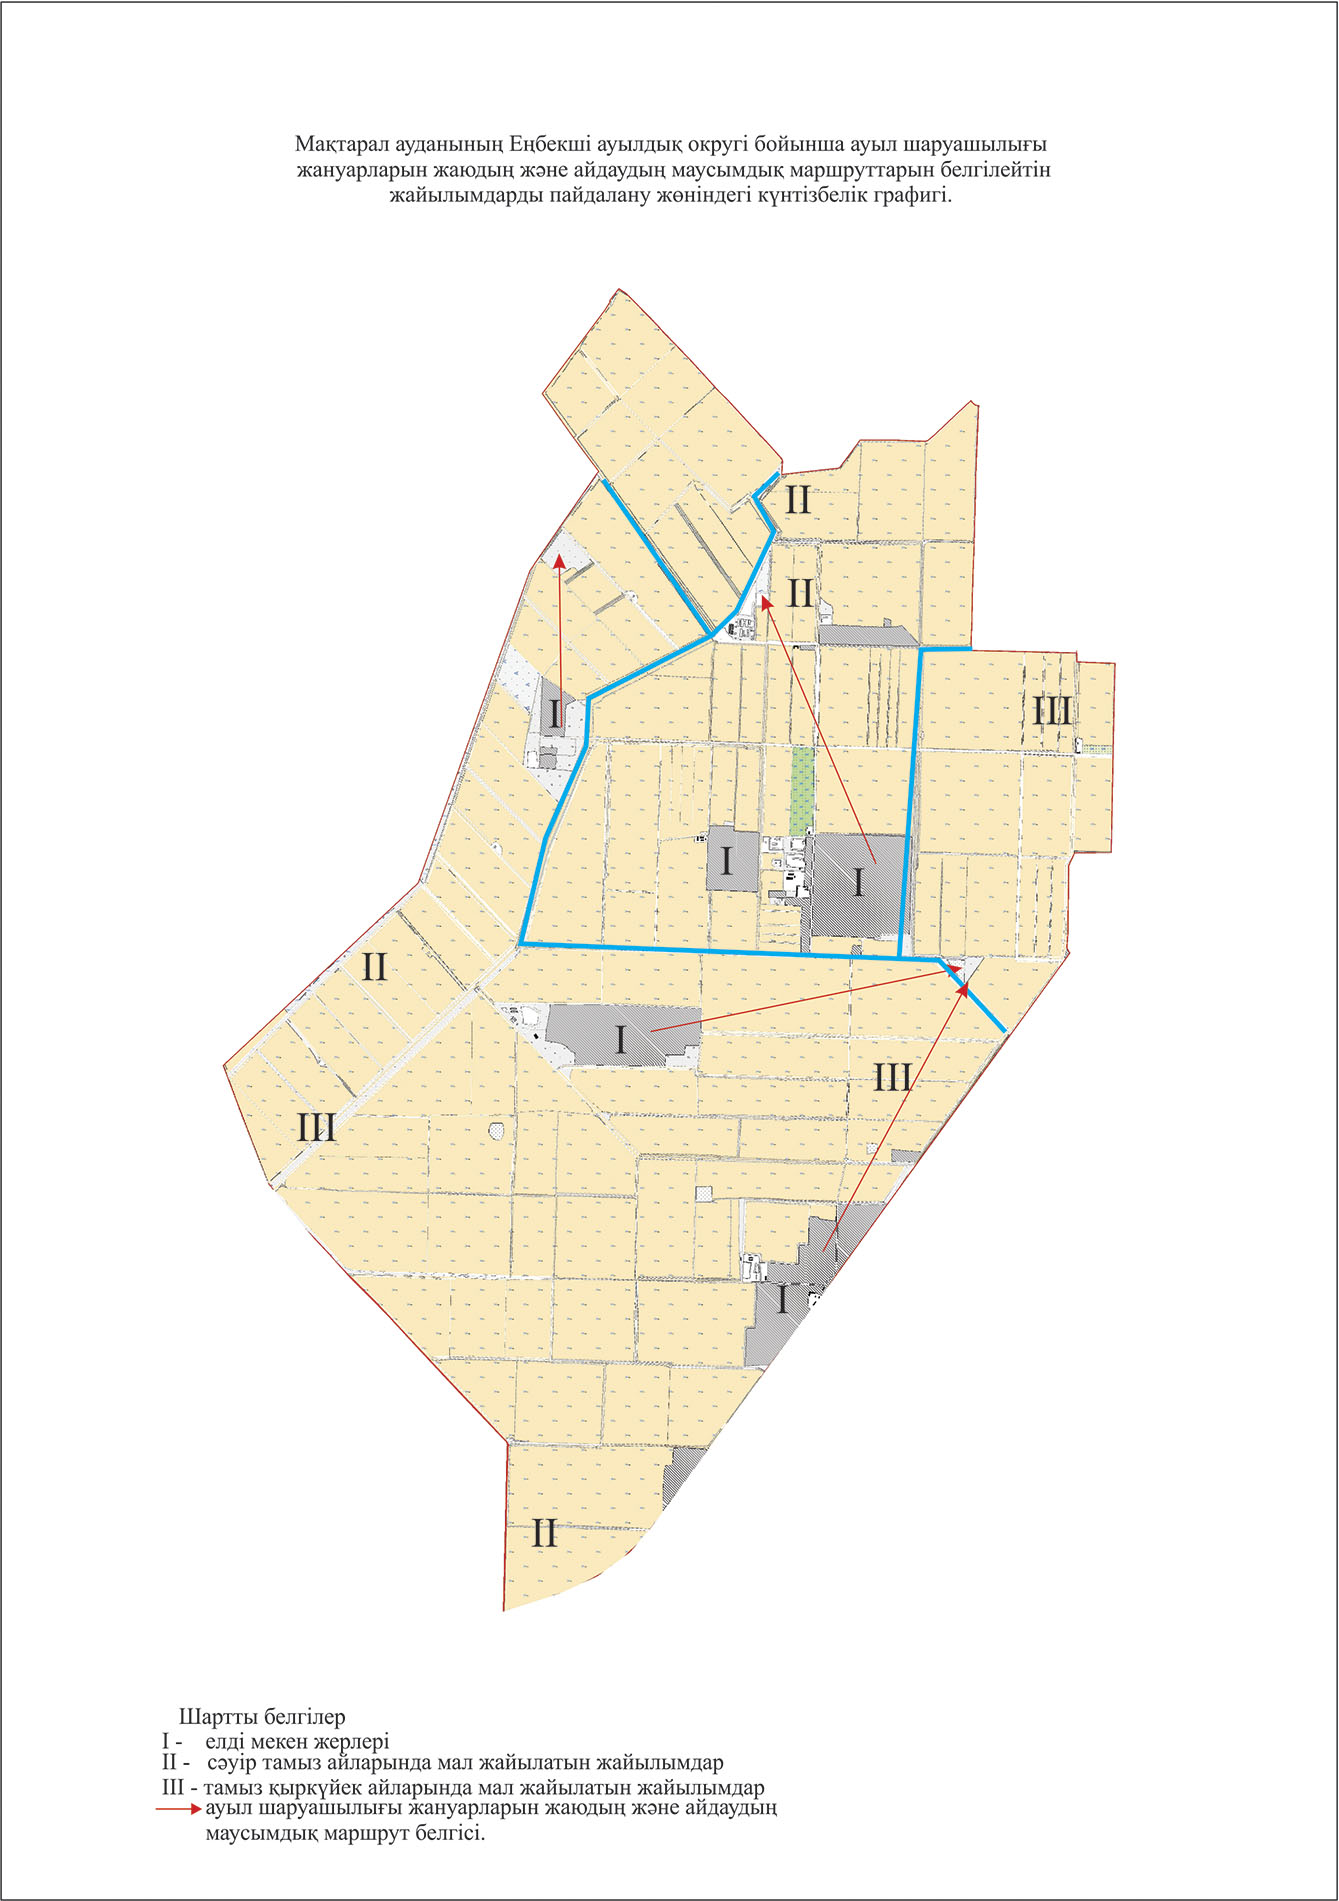 Мақтарал ауданының Еңбекші ауылдық округі бойынша ауыл шаруашылығы
жануарларын жаюдың және айдаудың маусымдық маршруттарын белгілейтін
жайылымдарды пайдалану жөніндегі күнтізбелік графигі.
II
II
III
I
I
I
II
I
III
III
I
II
Шартты белгілер
I - елді мекен жерлері
II - сәуір тамыз айларында мал жайылатын жайылымдар
III - тамыз қыркүйек айларында мал жайылатын жайылымдар
ауыл шаруашылығы жануарларын жаюдың және айдаудың
маусымдық маршрут белгісі.